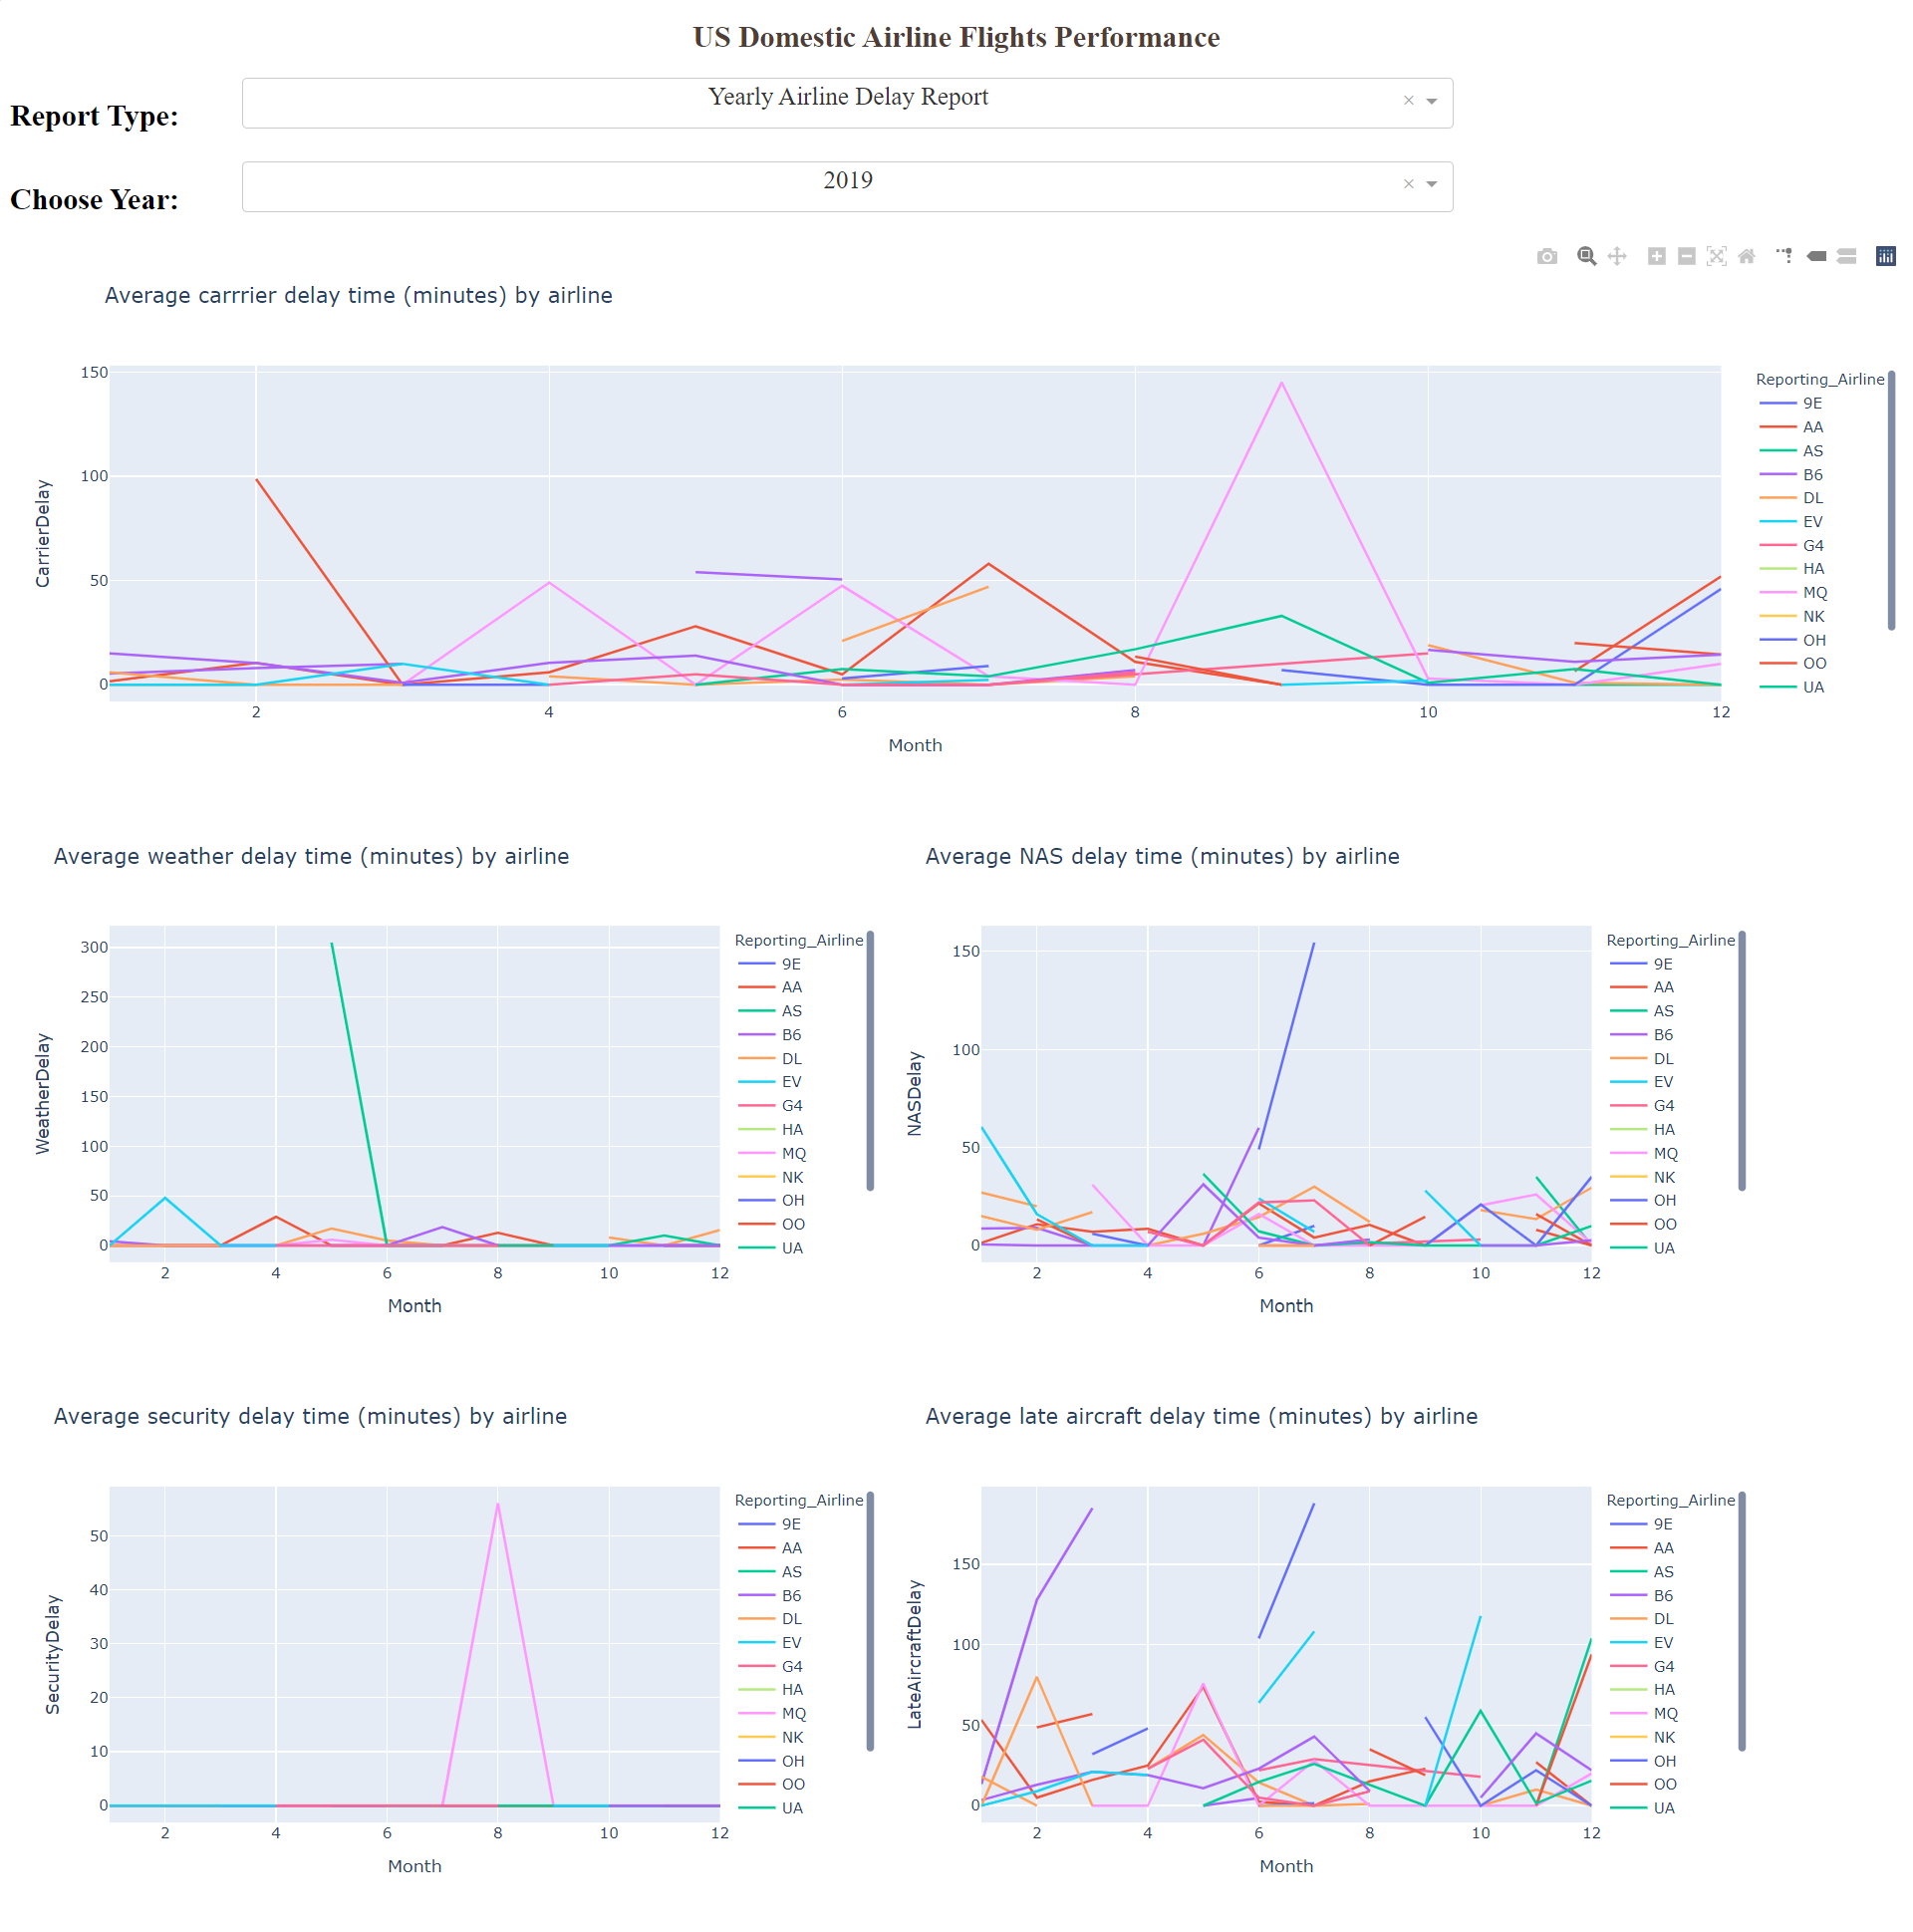 US Domestic Airline Flights Performance
Report Type:
Yearly Airline Delay Report
×
Choose Year:
2019
×
Average carrrier delay time (minutes) by airline
150
100
50
0
CarrierDelay
2 4 6 8 10 12
Month
Reporting_Airline
9E
AA
AS
B6
DL
EV
G4
HA
MQ
NK
OH
OO
UA
Average weather delay time (minutes) by airline
300
250
200
150
100
50
0
WeatherDelay
2 4 6 8 10 12
Month
Reporting_Airline
9E
AA
AS
B6
DL
EV
G4
HA
MQ
NK
OH
OO
UA
Average NAS delay time (minutes) by airline
150
100
50
0
NASDelay
2 4 6 8 10 12
Month
Reporting_Airline
9E
AA
AS
B6
DL
EV
G4
HA
MQ
NK
OH
OO
UA
Average security delay time (minutes) by airline
50
40
30
20
10
0
SecurityDelay
2 4 6 8 10 12
Month
Reporting_Airline
9E
AA
AS
B6
DL
EV
G4
HA
MQ
NK
OH
OO
UA
Average late aircraft delay time (minutes) by airline
150
100
50
0
LateAircraftDelay
2 4 6 8 10 12
Month
Reporting_Airline
9E
AA
AS
B6
DL
EV
G4
HA
MQ
NK
OH
OO
UA